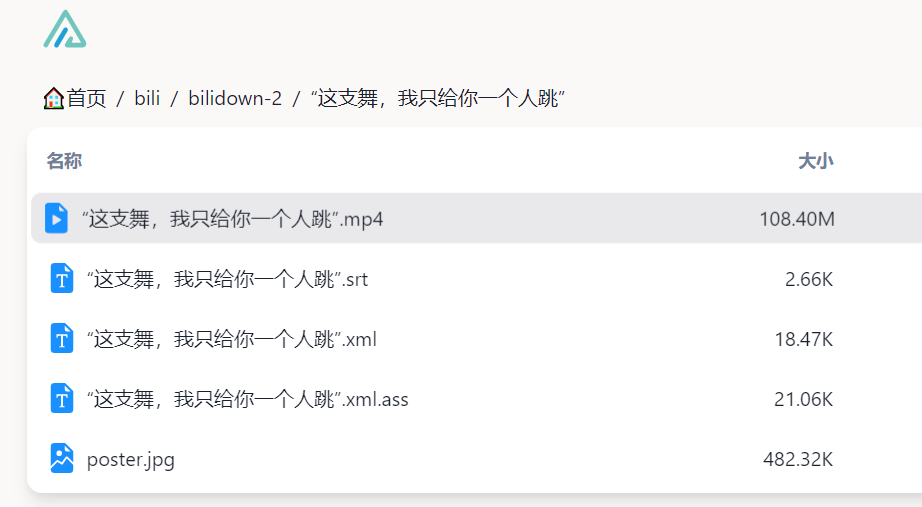 首页 / bili / bilidown-2 / “这支舞，我只给你一个人跳”
名称 大小
“这支舞，我只给你一个人跳”.mp4 108.40M
“这支舞，我只给你一个人跳”.srt 2.66K
“这支舞，我只给你一个人跳”.xml 18.47K
“这支舞，我只给你一个人跳”.xml.ass 21.06K
poster.jpg 482.32K